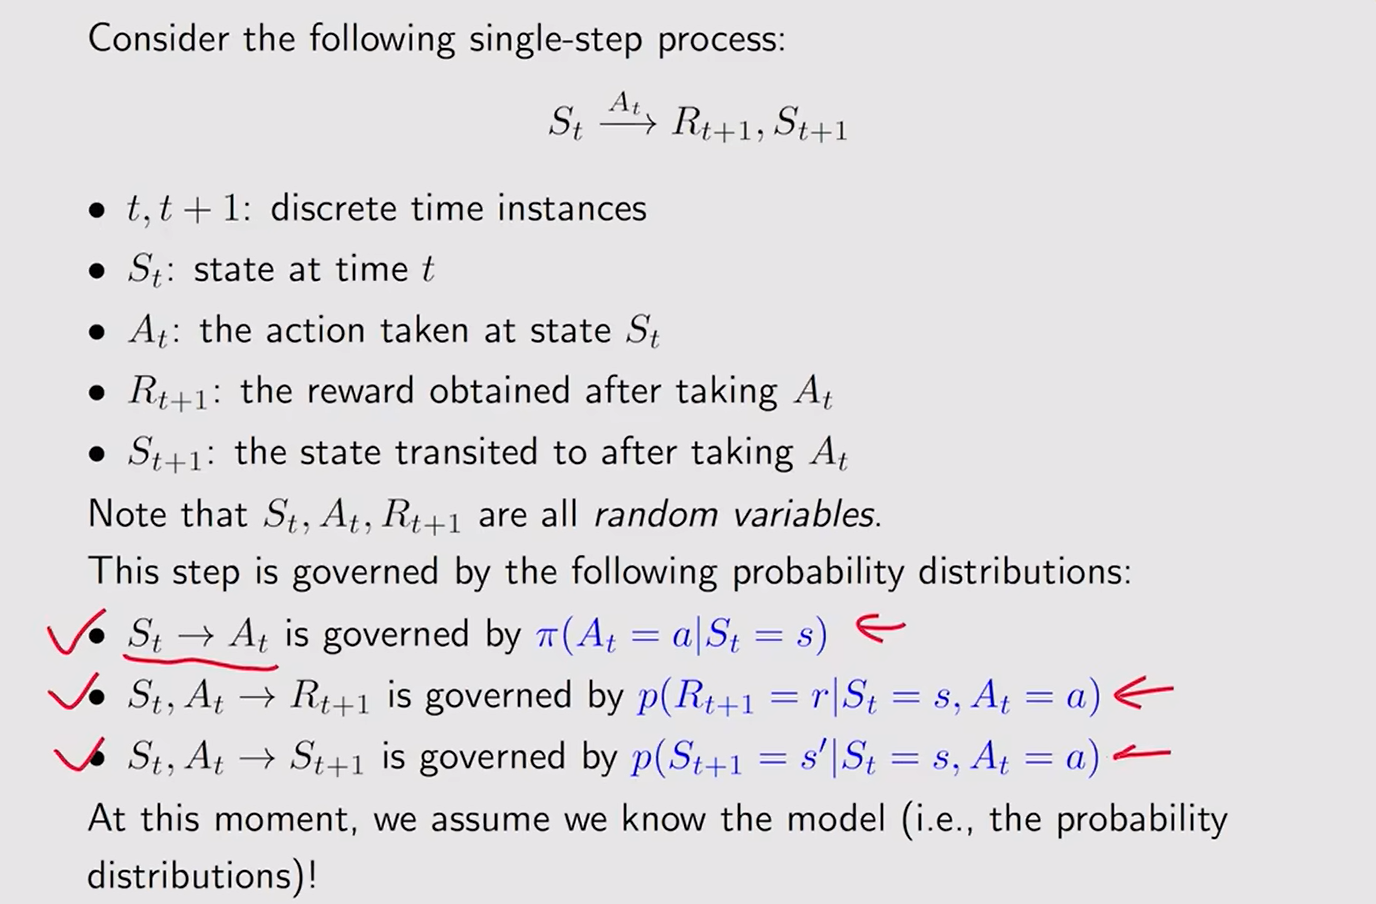 Consider the following single-step process:
S_t \xrightarrow{A_t} R_{t+1}, S_{t+1}
• t, t + 1: discrete time instances
• S_t: state at time t
• A_t: the action taken at state S_t
• R_{t+1}: the reward obtained after taking A_t
• S_{t+1}: the state transited to after taking A_t
Note that S_t, A_t, R_{t+1} are all random variables.
This step is governed by the following probability distributions:
• S_t → A_t is governed by π(A_t = a|S_t = s)
• S_t, A_t → R_{t+1} is governed by p(R_{t+1} = r|S_t = s, A_t = a)
• S_t, A_t → S_{t+1} is governed by p(S_{t+1} = s′|S_t = s, A_t = a)
At this moment, we assume we know the model (i.e., the probability
distributions)!